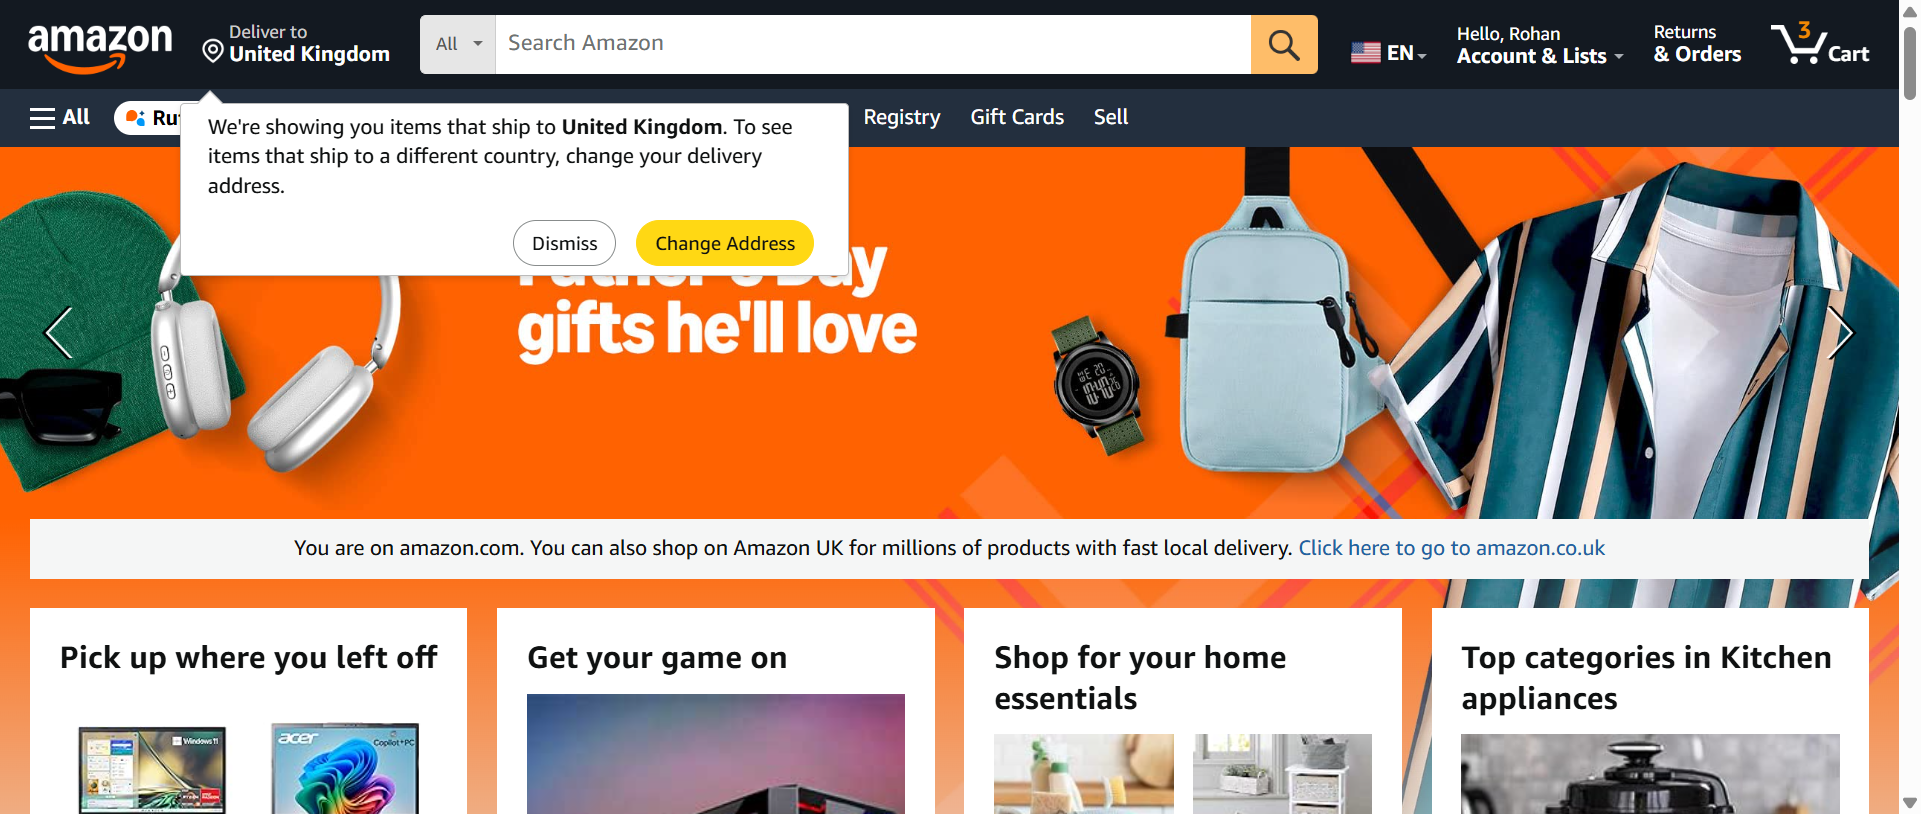 amazon
Deliver to
United Kingdom
All
Search Amazon
EN
Hello, Rohan
Account & Lists
Returns
& Orders
3
Cart
All
Registry
Gift Cards
Sell
We're showing you items that ship to United Kingdom. To see
items that ship to a different country, change your delivery
address.
Dismiss
Change Address
Father's Day
gifts he'll love
You are on amazon.com. You can also shop on Amazon UK for millions of products with fast local delivery. Click here to go to amazon.co.uk
Pick up where you left off
Get your game on
Shop for your home
essentials
Top categories in Kitchen
appliances
Windows 11
acer
Copilot+PC